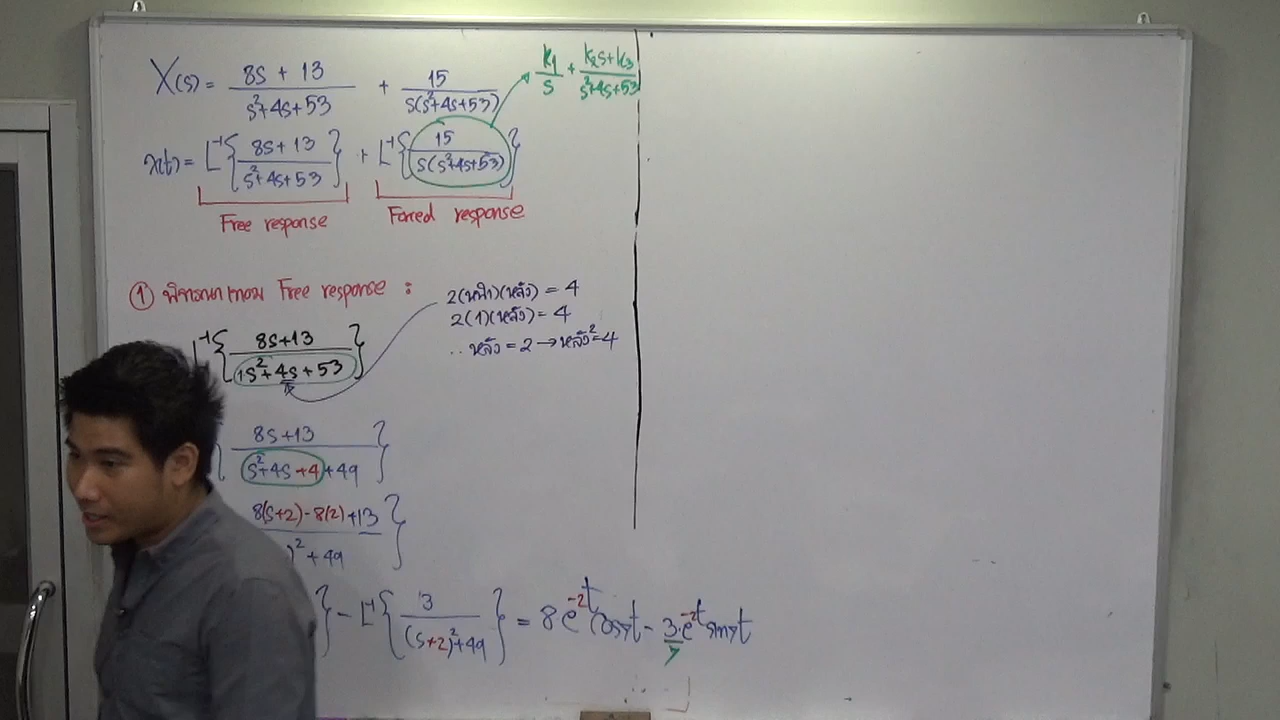 X(s) = (8s + 13)/(s²+4s+53) + 15/(s(s²+4s+53)) k₁/s + (k₂s+k₃)/(s²+4s+53)
x(t) = L⁻¹{(8s + 13)/(s²+4s+53)} + L⁻¹{15/(s(s²+4s+53))}
Free response Forced response
① พิจารณาเทอม Free response :
2(หน้า)(หลัง) = 4
2(1)(หลัง) = 4
∴ หลัง = 2 → หลัง² = 4
L⁻¹{(8s+13)/(1s²+4s+53)}
(8s+13)/(s²+4s+4+49)}
(8(s+2)-8(2)+13)/()²+49}
} - L⁻¹{3/((s+2)²+49)} = 8e^(-2t)cos7t - (3/7)·e^(-2t)sin7t